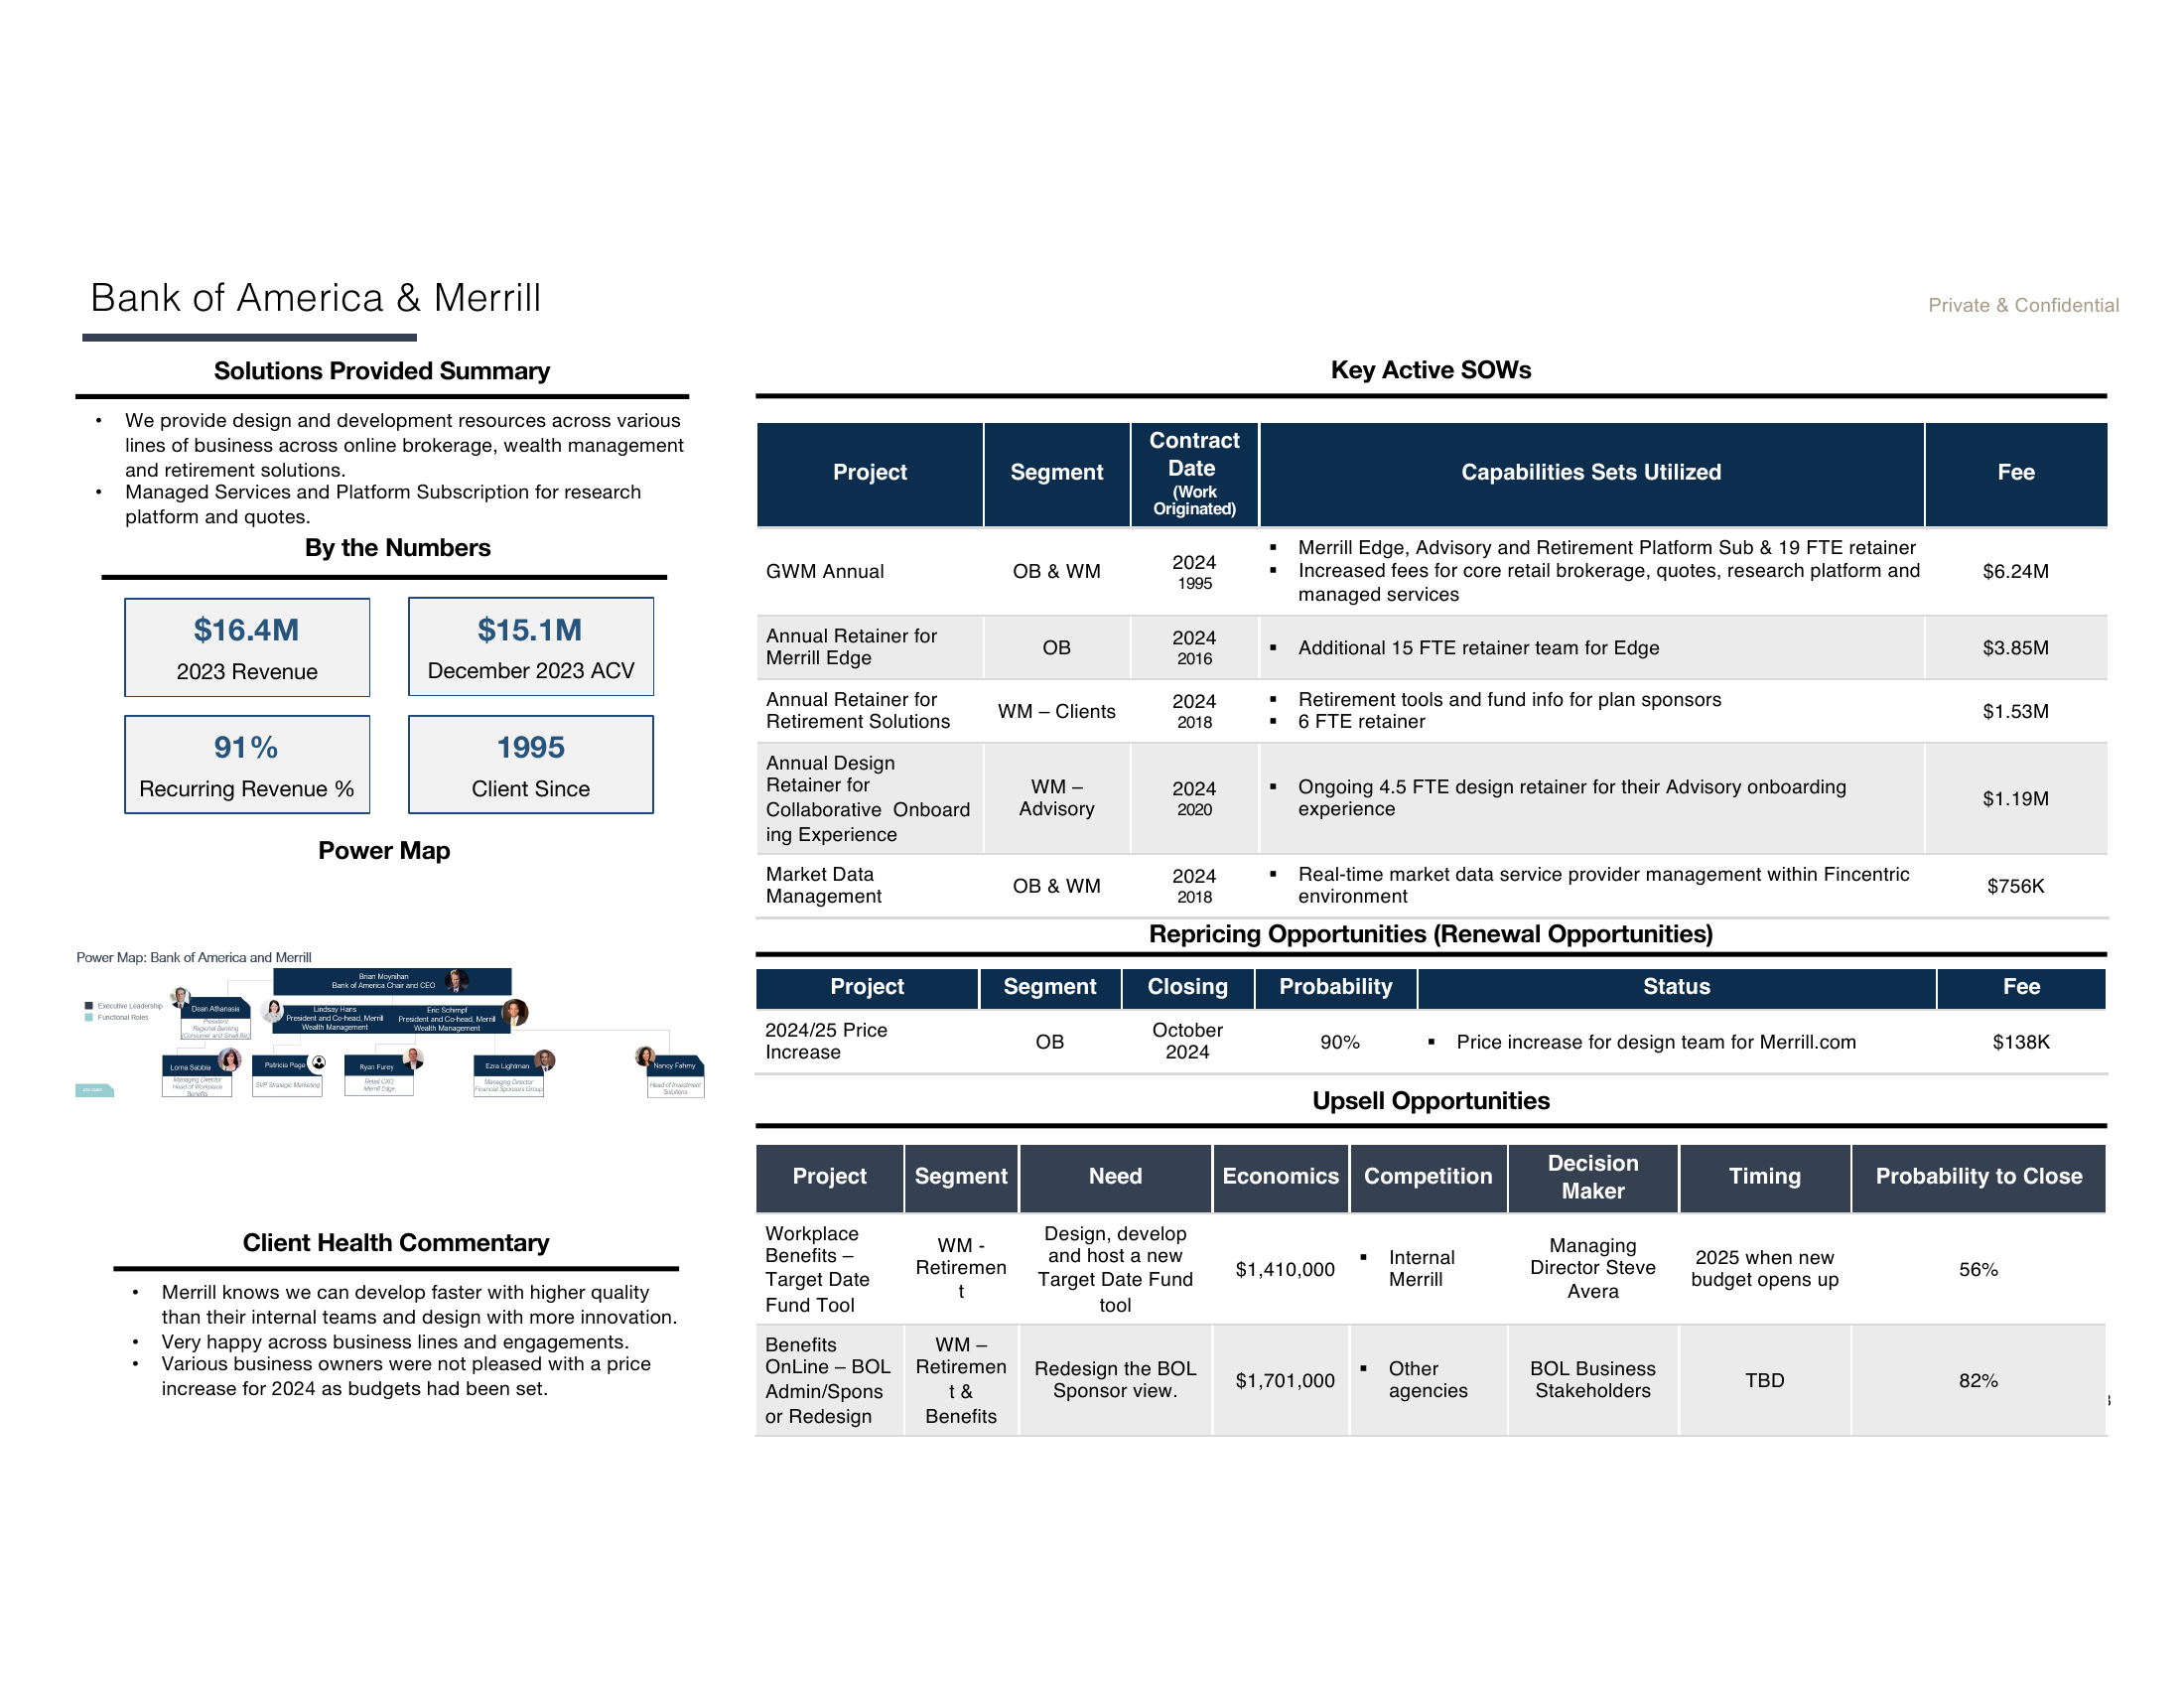 Bank of America & Merrill
Private & Confidential
Solutions Provided Summary
• We provide design and development resources across various
lines of business across online brokerage, wealth management
and retirement solutions.
• Managed Services and Platform Subscription for research
platform and quotes.
By the Numbers
$16.4M
2023 Revenue
$15.1M
December 2023 ACV
91%
Recurring Revenue %
1995
Client Since
Power Map
Power Map: Bank of America and Merrill
Executive Leadership
Functional Roles
Brian Moynihan
Bank of America Chair and CEO
Dean Athanasia
President
Regional Banking
(Consumer and Small Biz)
Lindsay Hans
President and Co-head, Merrill
Wealth Management
Eric Schimpf
President and Co-head, Merrill
Wealth Management
Lorna Sabbia
Managing Director
Head of Workplace
Benefits
Patricia Page
SVP Strategic Marketing
Ryan Furey
Retail CXO
Merrill Edge
Ezra Lightman
Managing Director
Financial Sponsors Group
Nancy Fahmy
Head of Investment
Solutions
Client Health Commentary
• Merrill knows we can develop faster with higher quality
than their internal teams and design with more innovation.
• Very happy across business lines and engagements.
• Various business owners were not pleased with a price
increase for 2024 as budgets had been set.
Key Active SOWs
Project
Segment
Contract
Date
(Work
Originated)
Capabilities Sets Utilized
Fee
GWM Annual
OB & WM
2024
1995
▪ Merrill Edge, Advisory and Retirement Platform Sub & 19 FTE retainer
▪ Increased fees for core retail brokerage, quotes, research platform and
managed services
$6.24M
Annual Retainer for
Merrill Edge
OB
2024
2016
▪ Additional 15 FTE retainer team for Edge
$3.85M
Annual Retainer for
Retirement Solutions
WM – Clients
2024
2018
▪ Retirement tools and fund info for plan sponsors
▪ 6 FTE retainer
$1.53M
Annual Design
Retainer for
Collaborative Onboard
ing Experience
WM –
Advisory
2024
2020
▪ Ongoing 4.5 FTE design retainer for their Advisory onboarding
experience
$1.19M
Market Data
Management
OB & WM
2024
2018
▪ Real-time market data service provider management within Fincentric
environment
$756K
Repricing Opportunities (Renewal Opportunities)
Project
Segment
Closing
Probability
Status
Fee
2024/25 Price
Increase
OB
October
2024
90%
▪ Price increase for design team for Merrill.com
$138K
Upsell Opportunities
Project
Segment
Need
Economics
Competition
Decision
Maker
Timing
Probability to Close
Workplace
Benefits –
Target Date
Fund Tool
WM -
Retiremen
t
Design, develop
and host a new
Target Date Fund
tool
$1,410,000
▪ Internal
Merrill
Managing
Director Steve
Avera
2025 when new
budget opens up
56%
Benefits
OnLine – BOL
Admin/Spons
or Redesign
WM –
Retiremen
t &
Benefits
Redesign the BOL
Sponsor view.
$1,701,000
▪ Other
agencies
BOL Business
Stakeholders
TBD
82%